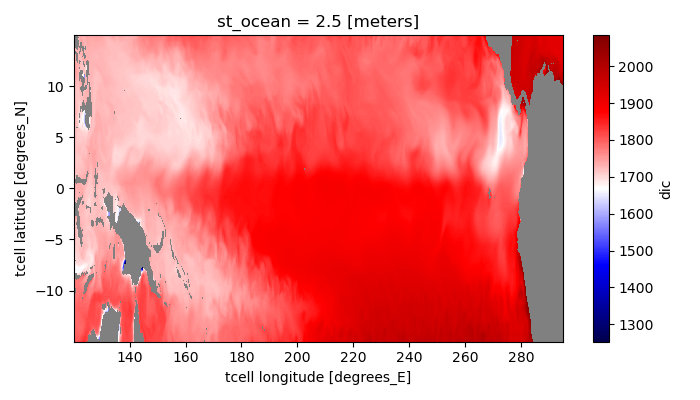 st_ocean = 2.5 [meters]
10
5
0
−5
−10
tcell latitude [degrees_N]
140 160 180 200 220 240 260 280
tcell longitude [degrees_E]
2000
1900
1800
1700
1600
1500
1400
1300
dic